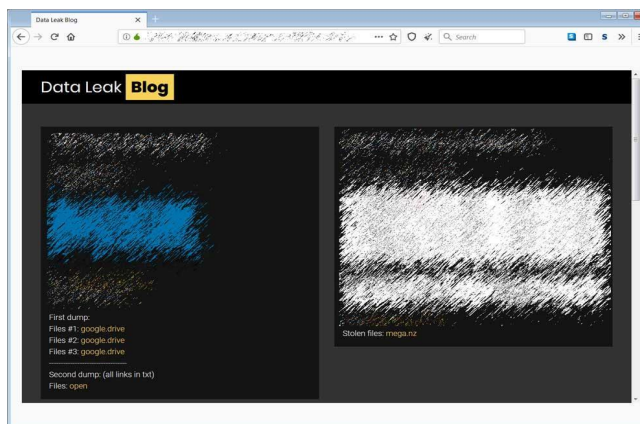 Data Leak Blog
Search
Data Leak Blog
First dump:
Files #1: google.drive
Files #2: google.drive
Files #3: google.drive
Second dump: (all links in txt)
Files: open
Stolen files: mega.nz